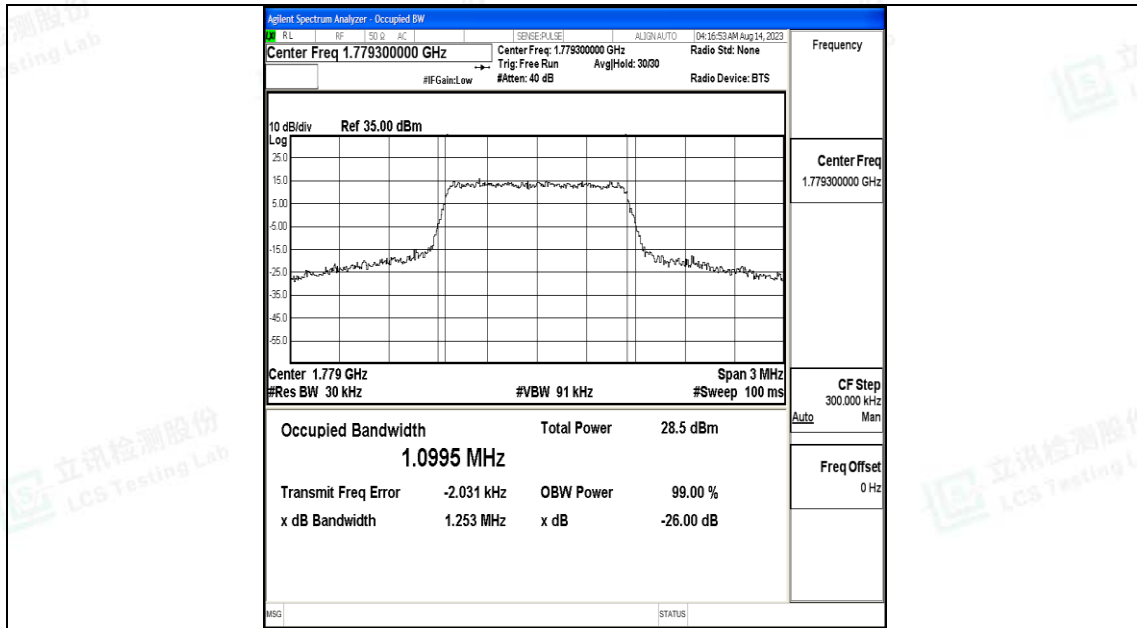 Agilent Spectrum Analyzer - Occupied BW
RL RF 50 Ω AC SENSE:PULSE ALIGN AUTO 04:16:53 AM Aug 14, 2023
Center Freq 1.779300000 GHz
Center Freq: 1.779300000 GHz
Radio Std: None
Trig: Free Run Avg|Hold: 30/30
#IFGain:Low #Atten: 40 dB Radio Device: BTS
Frequency
10 dB/div Ref 35.00 dBm
Log
25.0
15.0
5.00
-5.00
-15.0
-25.0
-35.0
-45.0
-55.0
Center Freq
1.779300000 GHz
Center 1.779 GHz Span 3 MHz
#Res BW 30 kHz #VBW 91 kHz #Sweep 100 ms
CF Step
300.000 kHz
Auto Man
Occupied Bandwidth Total Power 28.5 dBm
1.0995 MHz
Transmit Freq Error -2.031 kHz OBW Power 99.00 %
x dB Bandwidth 1.253 MHz x dB -26.00 dB
Freq Offset
0 Hz
MSG STATUS
立讯检测股份
LCS Testing Lab